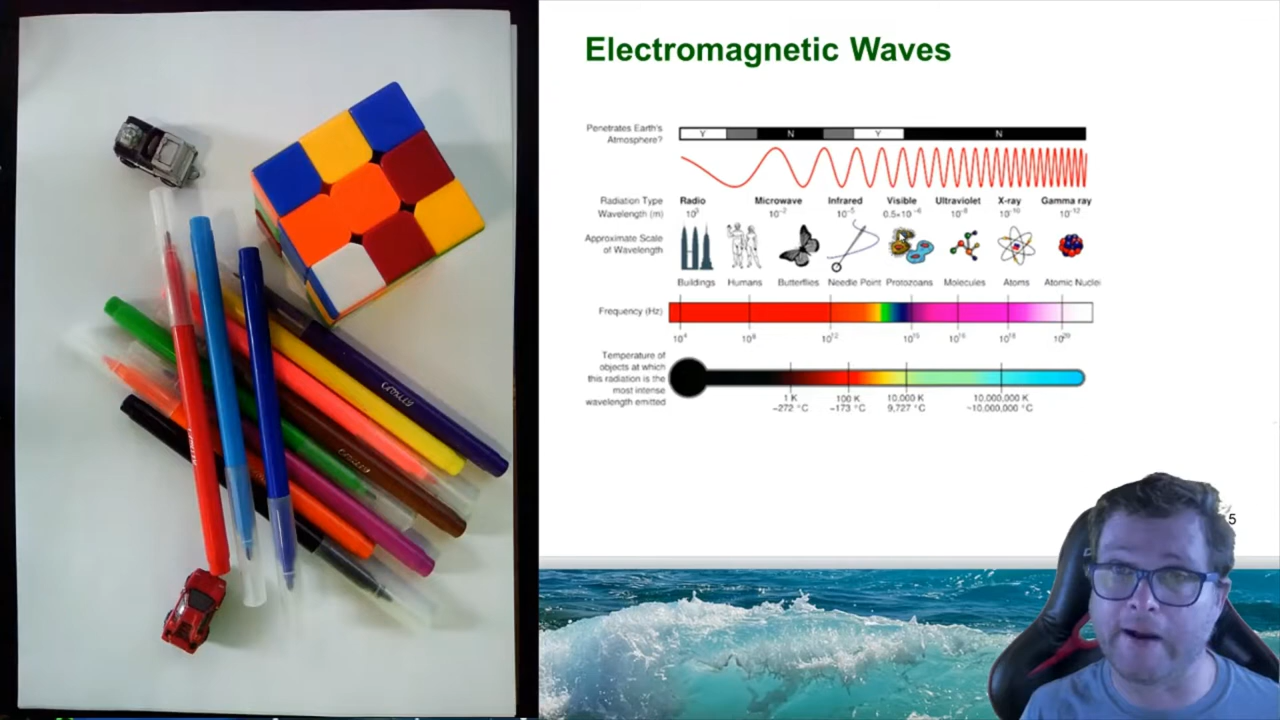 Electromagnetic Waves
Penetrates Earth's
Atmosphere?
Y N Y N
Radiation Type
Wavelength (m)
Radio Microwave Infrared Visible Ultraviolet X-ray Gamma ray
10³ 10⁻² 10⁻⁵ 0.5×10⁻⁶ 10⁻⁸ 10⁻¹⁰ 10⁻¹²
Approximate Scale
of Wavelength
Buildings Humans Butterflies Needle Point Protozoans Molecules Atoms Atomic Nuclei
Frequency (Hz)
10⁴ 10⁸ 10¹² 10¹⁵ 10¹⁶ 10¹⁸ 10²⁰
Temperature of
objects at which
this radiation is the
most intense
wavelength emitted
1 K 100 K 10,000 K 10,000,000 K
−272 °C −173 °C 9,727 °C ~10,000,000 °C
5